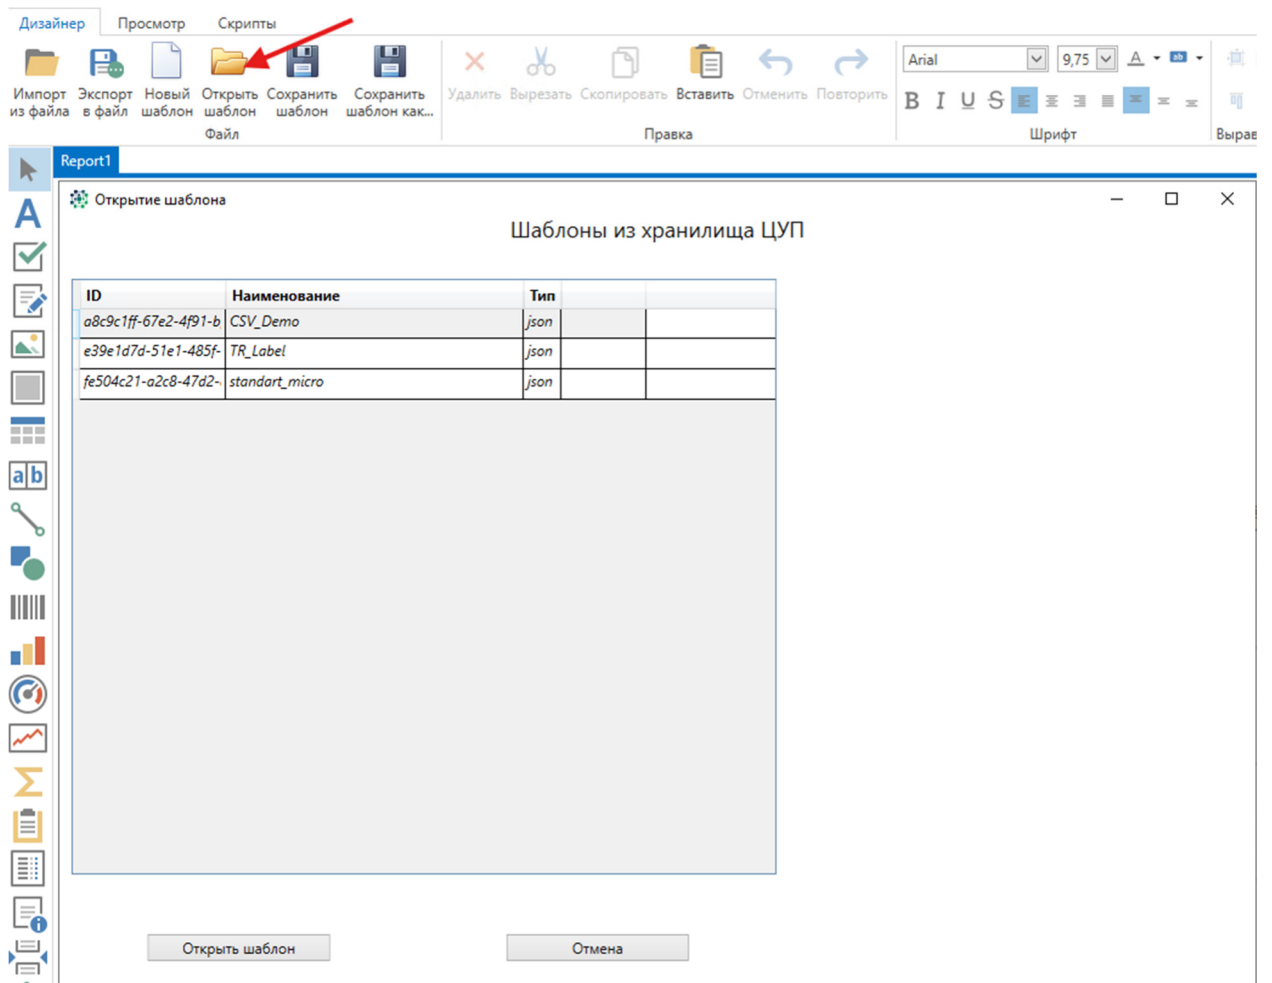 Дизайнер Просмотр Скрипты
Импорт из файла
Экспорт в файл
Новый шаблон
Открыть шаблон
Сохранить шаблон
Сохранить шаблон как...
Удалить Вырезать Скопировать Вставить Отменить Повторить
Arial 9,75 A ab
B I U S
Файл Правка Шрифт Вырав
Report1
Открытие шаблона
Шаблоны из хранилища ЦУП
A
ab
ID Наименование Тип
a8c9c1ff-67e2-4f91-b CSV_Demo json
e39e1d7d-51e1-485f- TR_Label json
fe504c21-a2c8-47d2- standart_micro json
Открыть шаблон Отмена